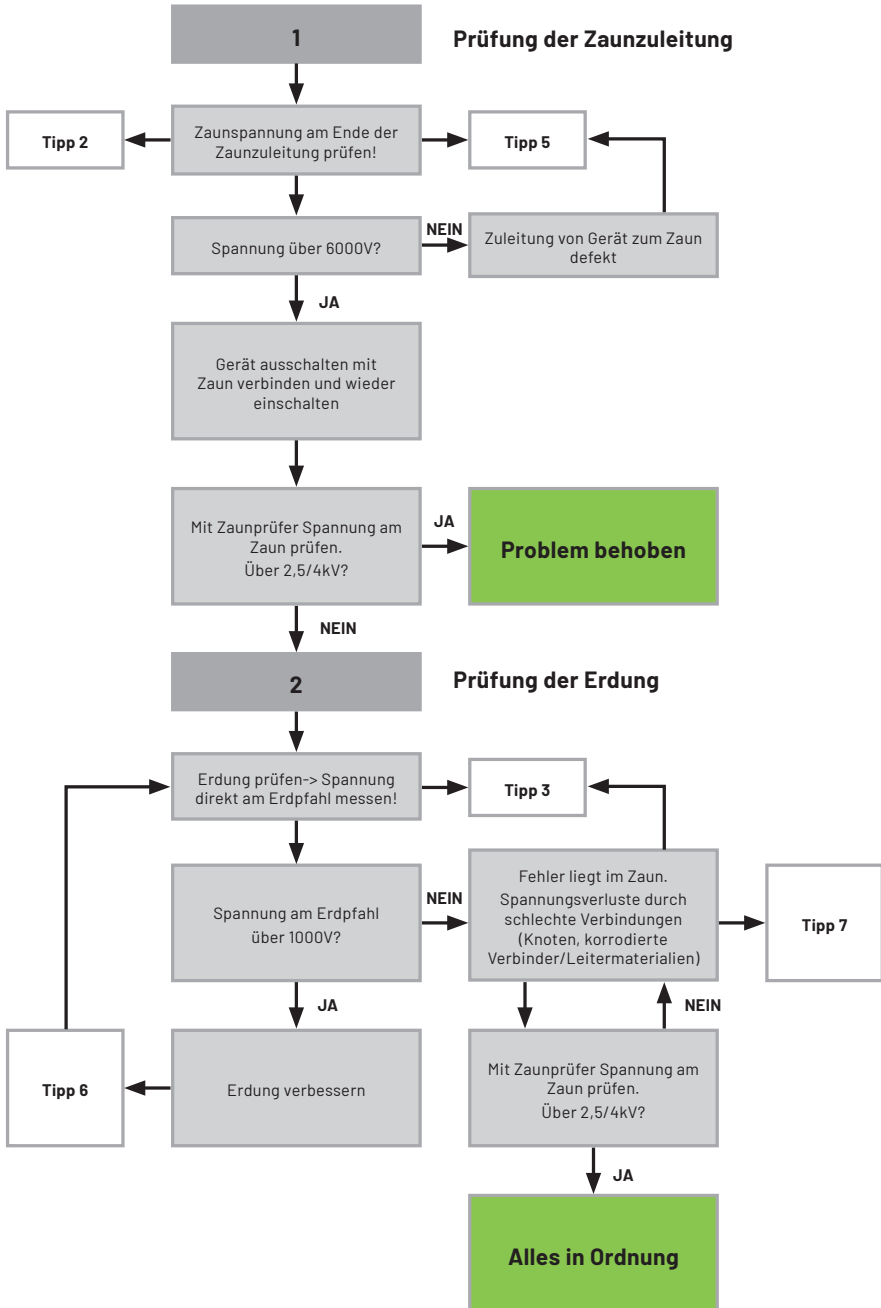 1
Prüfung der Zaunzuleitung
Tipp 2
Zaunspannung am Ende der
Zaunzuleitung prüfen!
Tipp 5
Spannung über 6000V?
NEIN
Zuleitung von Gerät zum Zaun
defekt
JA
Gerät ausschalten mit
Zaun verbinden und wieder
einschalten
Mit Zaunprüfer Spannung am
Zaun prüfen.
Über 2,5/4kV?
JA
Problem behoben
NEIN
2
Prüfung der Erdung
Erdung prüfen-> Spannung
direkt am Erdpfahl messen!
Tipp 3
Spannung am Erdpfahl
über 1000V?
NEIN
Fehler liegt im Zaun.
Spannungsverluste durch
schlechte Verbindungen
(Knoten, korrodierte
Verbinder/Leitermaterialien)
Tipp 7
JA
NEIN
Tipp 6
Erdung verbessern
Mit Zaunprüfer Spannung am
Zaun prüfen.
Über 2,5/4kV?
JA
Alles in Ordnung